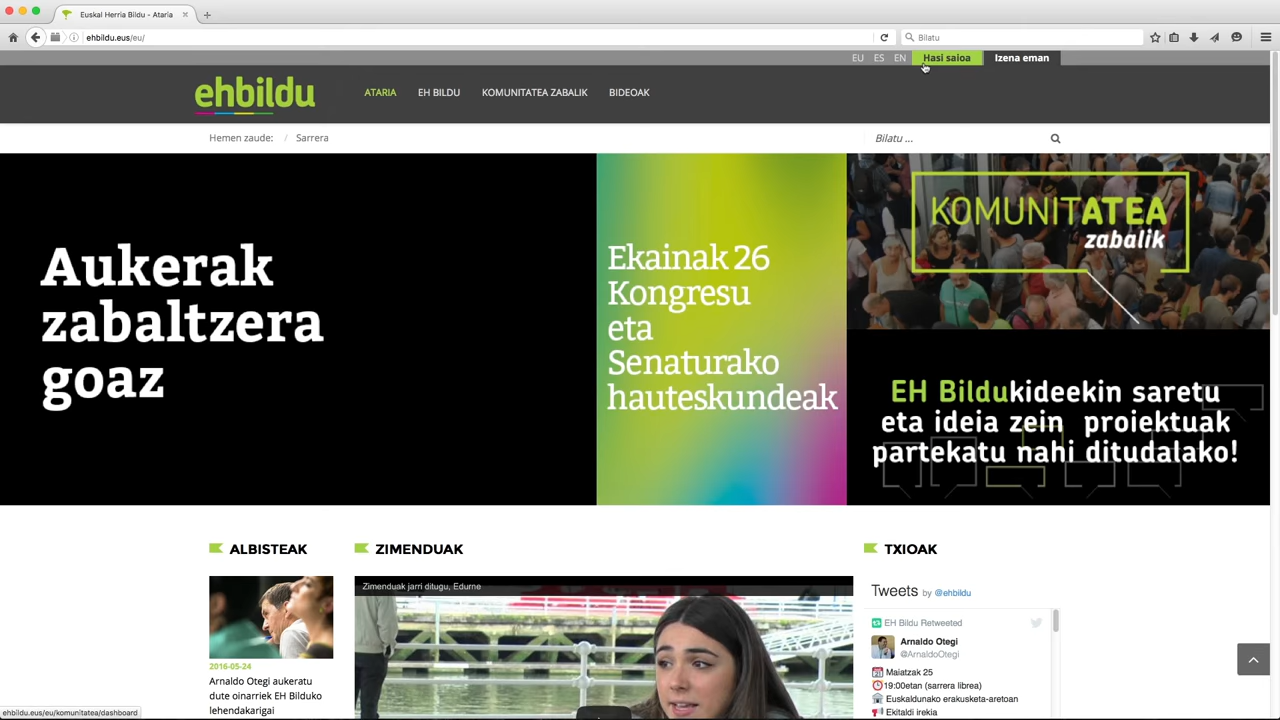 Euskal Herria Bildu - Ataria
ehbildu.eus/eu/
Bilatu
EU ES EN Hasi saioa Izena eman
ehbildu
ATARIA EH BILDU KOMUNITATEA ZABALIK BIDEOAK
Hemen zaude: / Sarrera
Bilatu ...
Aukerak
zabaltzera
goaz
Ekainak 26
Kongresu
eta
Senaturako
hauteskundeak
KOMUNITATEA
zabalik
EH Bildukideekin saretu
eta ideia zein proiektuak
partekatu nahi ditudalako!
ALBISTEAK
2016-05-24
Arnaldo Otegi aukeratu
dute oinarriek EH Bilduko
lehendakarigai
ZIMENDUAK
Zimenduak jarri ditugu, Edurne
TXIOAK
Tweets by @ehbildu
EH Bildu Retweeted
Arnaldo Otegi
@ArnaldoOtegi
Maiatzak 25
19:00etan (sarrera librea)
Euskaldunako erakusketa-aretoan
Ekitaldi irekia
ehbildu.eus/eu/komunitatea/dashboard